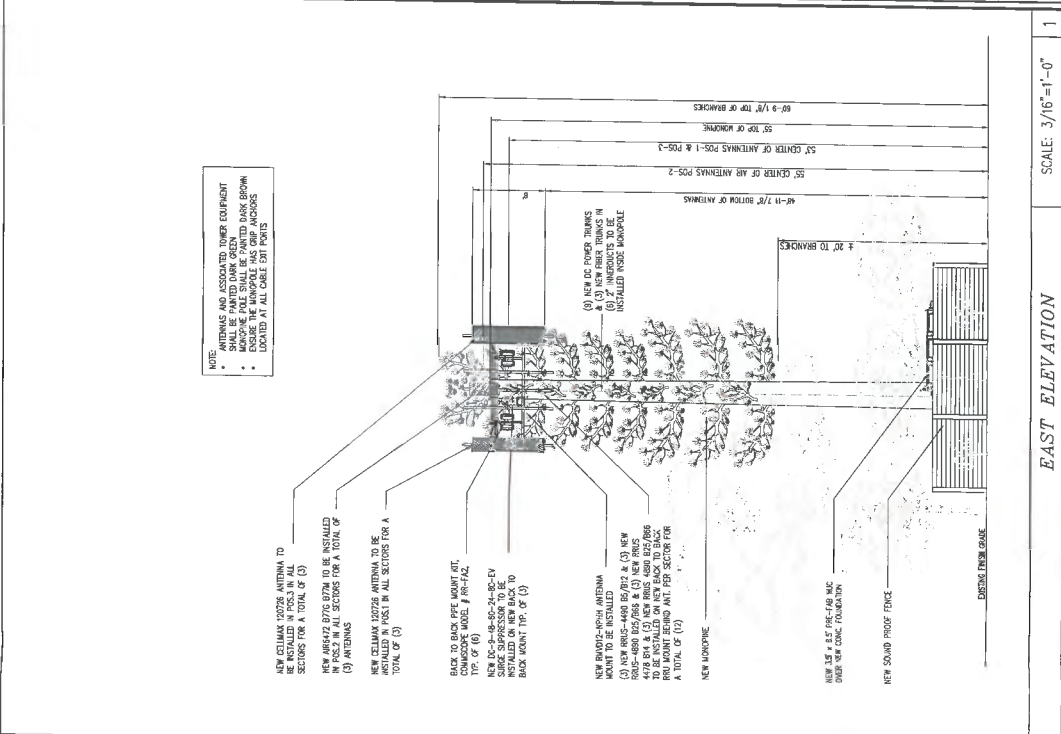 NOTE:
• ANTENNAS AND ASSOCIATED TOWER EQUIPMENT
SHALL BE PAINTED DARK GREEN
• MONOPINE POLE SHALL BE PAINTED DARK BROWN
• ENSURE THE MONOPOLE HAS GRIP ANCHORS
LOCATED AT ALL CABLE EXIT PORTS
NEW CELLMAX 120726 ANTENNA TO
BE INSTALLED IN POS.3 IN ALL
SECTORS FOR A TOTAL OF (3)
NEW AIR6472 B77G B77M TO BE INSTALLED
IN POS.2 IN ALL SECTORS FOR A TOTAL OF
(3) ANTENNAS
NEW CELLMAX 120726 ANTENNA TO BE
INSTALLED IN POS.1 IN ALL SECTORS FOR A
TOTAL OF (3)
BACK TO BACK PIPE MOUNT KIT,
COMMSCOPE MODEL # RR-FA2,
TYP. OF (6)
NEW DC-9-48-60-24-8C-EV
SURGE SUPPRESSOR TO BE
INSTALLED ON NEW BACK TO
BACK MOUNT TYP. OF (3)
NEW RMVD12-NPHH ANTENNA
MOUNT TO BE INSTALLED
(3) NEW RRUS-4490 B5/B12 & (3) NEW
RRUS-4890 B25/B66 & (3) NEW RRUS
4478 B14 & (3) NEW RRUS 4890 B25/B66
TO BE INSTALLED ON NEW BACK TO BACK
RRU MOUNT BEHIND ANT. PER SECTOR FOR
A TOTAL OF (12)
NEW MONOPINE
NEW 3.5' x 8.5' PRE-FAB WUC
OVER NEW CONC. FOUNDATION
NEW SOUND PROOF FENCE
EXISTING FINISH GRADE
(9) NEW DC POWER TRUNKS
& (3) NEW FIBER TRUNKS IN
(6) 2" INNERDUCTS TO BE
INSTALLED INSIDE MONOPOLE
8'
± 20' TO BRANCHES
48'-11 7/8" BOTTOM OF ANTENNAS
55' CENTER OF AIR ANTENNAS POS-2
53' CENTER OF ANTENNAS POS-1 & POS-3
55' TOP OF MONOPINE
60'-9 1/8" TOP OF BRANCHES
EAST ELEVATION
SCALE: 3/16"=1'-0"
1